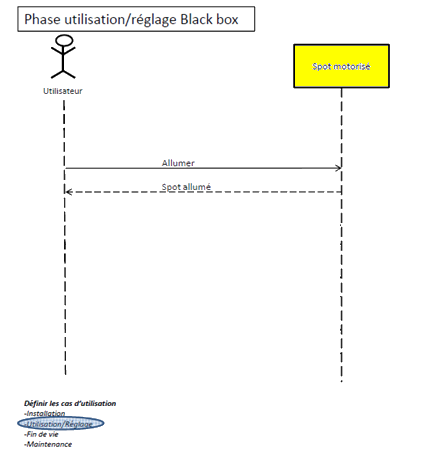 Phase utilisation/réglage Black box
Utilisateur
Spot motorisé
Allumer
Spot allumé
Définir les cas d'utilisation
-Installation
-Utilisation/Réglage
-Fin de vie
-Maintenance